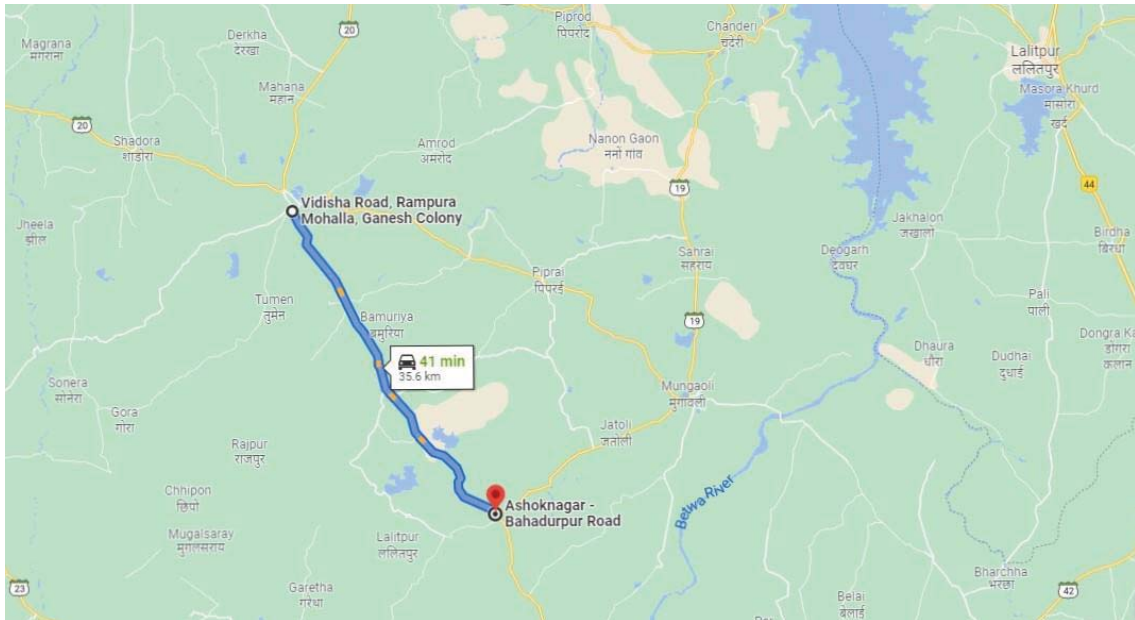 Piprod
पिपरोद
Chanderi
चंदेरी
Magrana
मगराना
Derkha
देरखा
20
Lalitpur
ललितपुर
Mahana
महान
Masora Khurd
मासोरा
खुर्द
20
Shadora
शाडोरा
Amrod
अमरोद
Nanon Gaon
ननो गांव
19
44
Vidisha Road, Rampura
Mohalla, Ganesh Colony
Jheela
झील
Jakhalon
जखालो
Birdha
बिरधा
Sahrai
सहराय
Deogarh
देवघर
Piprai
पिपरई
Tumen
तुमेन
Pali
पाली
Bamuriya
बमुरिया
19
Dongra Ka
डोंगरा
कलान
Dhaura
धौरा
Dudhai
दुधाई
41 min
35.6 km
Sonera
सोनेरा
Mungaoli
मुंगावली
Gora
गोरा
Jatoli
जतोली
Rajpur
राजपुर
Chhipon
छिपो
Betwa River
Ashoknagar -
Bahadurpur Road
Mugalsaray
मुगलसराय
Lalitpur
ललितपुर
Bharchha
भरछा
23
Garetha
गरेथा
42
Belai
बेलाई